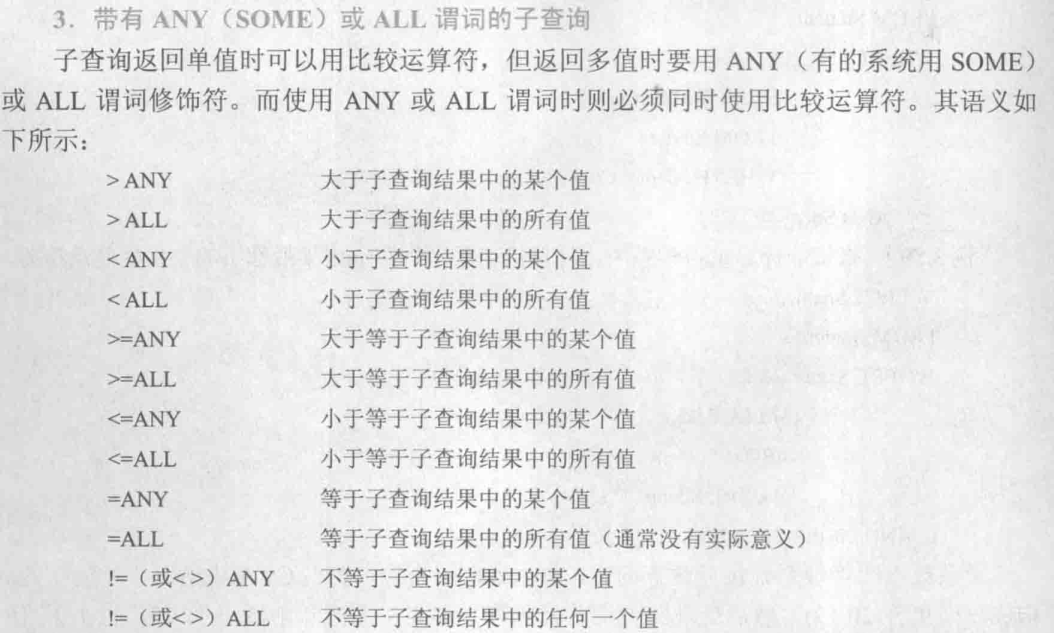 3．带有 ANY（SOME）或 ALL 谓词的子查询
子查询返回单值时可以用比较运算符，但返回多值时要用 ANY（有的系统用 SOME）
或 ALL 谓词修饰符。而使用 ANY 或 ALL 谓词时则必须同时使用比较运算符。其语义如
下所示：
> ANY 大于子查询结果中的某个值
> ALL 大于子查询结果中的所有值
< ANY 小于子查询结果中的某个值
< ALL 小于子查询结果中的所有值
>=ANY 大于等于子查询结果中的某个值
>=ALL 大于等于子查询结果中的所有值
<=ANY 小于等于子查询结果中的某个值
<=ALL 小于等于子查询结果中的所有值
=ANY 等于子查询结果中的某个值
=ALL 等于子查询结果中的所有值（通常没有实际意义）
!=（或<>）ANY 不等于子查询结果中的某个值
!=（或<>）ALL 不等于子查询结果中的任何一个值